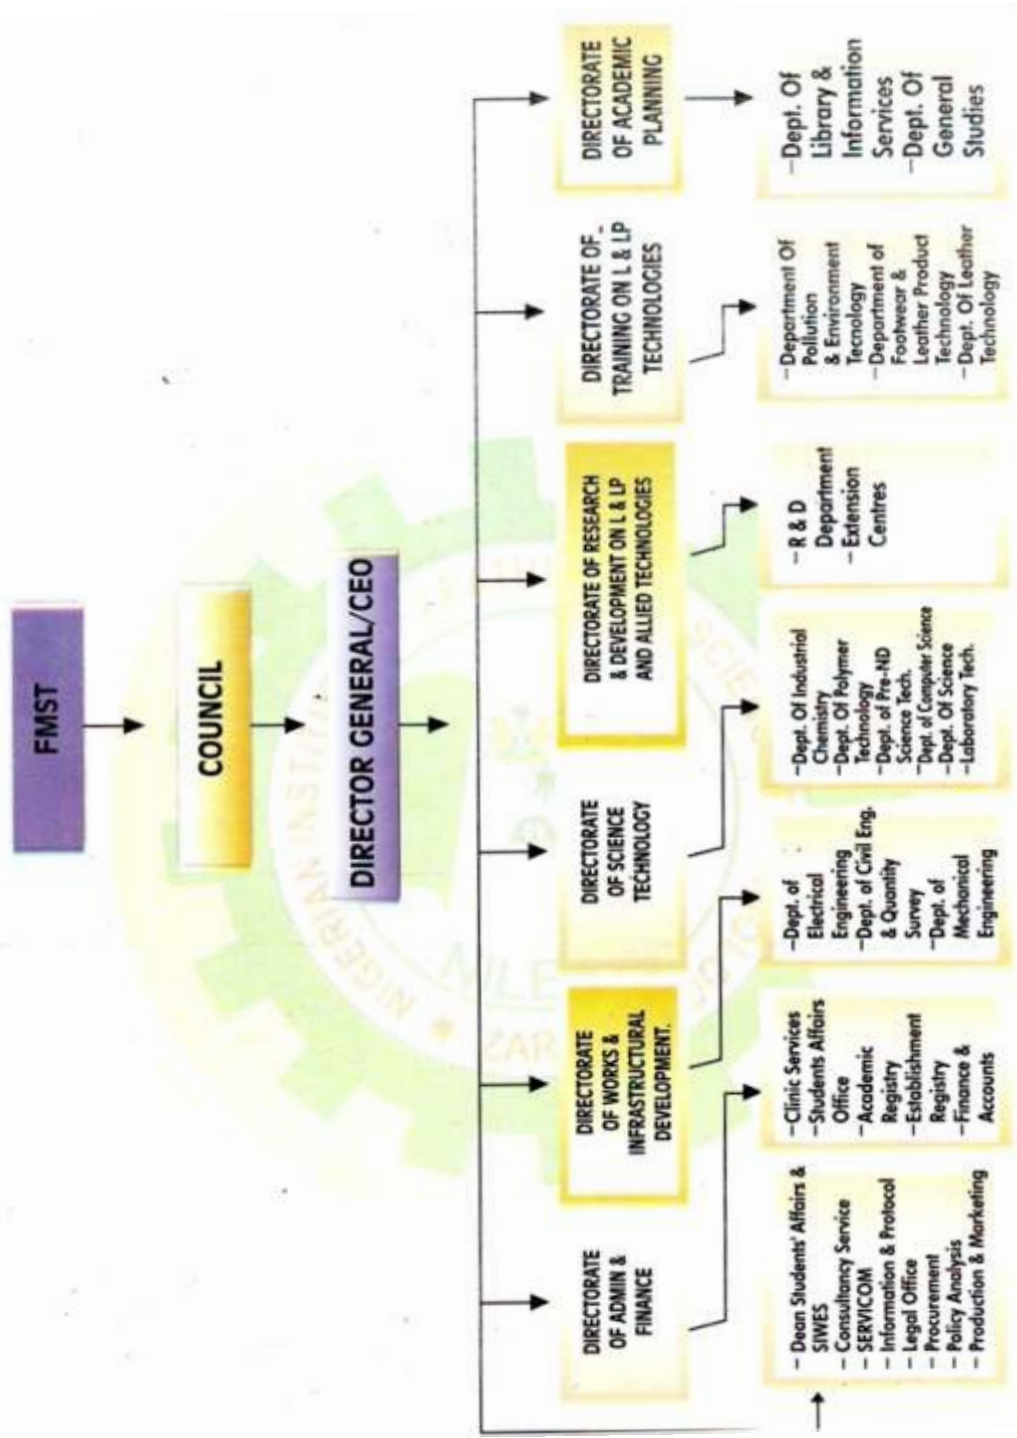 FMST
COUNCIL
DIRECTOR GENERAL/CEO
DIRECTORATE
OF ADMIN &
FINANCE
DIRECTORATE
OF WORKS &
INFRASTRUCTURAL
DEVELOPMENT.
DIRECTORATE
OF SCIENCE
TECHNOLOGY
DIRECTORATE OF RESEARCH
& DEVELOPMENT ON L & LP
AND ALLIED TECHNOLOGIES
DIRECTORATE OF
TRAINING ON L & LP
TECHNOLOGIES
DIRECTORATE
OF ACADEMIC
PLANNING
– Dean Students' Affairs &
SIWES
– Consultancy Service
– SERVICOM
– Information & Protocol
– Legal Office
– Procurement
– Policy Analysis
– Production & Marketing
–Clinic Services
–Students Affairs
Office
–Academic
Registry
–Establishment
Registry
–Finance &
Accounts
–Dept. of
Electrical
Engineering
–Dept. of Civil Eng.
& Quantity
Survey
–Dept. of
Mechanical
Engineering
–Dept. Of Industrial
Chemistry
–Dept. Of Polymer
Technology
–Dept. of Pre-ND
Science Tech.
–Dept. of Computer Science
–Dept. Of Science
–Laboratory Tech.
–R & D
Department
–Extension
Centres
–Department Of
Pollution
& Environment
Tecnology
–Department of
Footwear &
Leather Product
Technology
–Dept. Of Leather
Technology
–Dept. Of
Library &
Information
Services
–Dept. Of
General
Studies
NIGERIAN